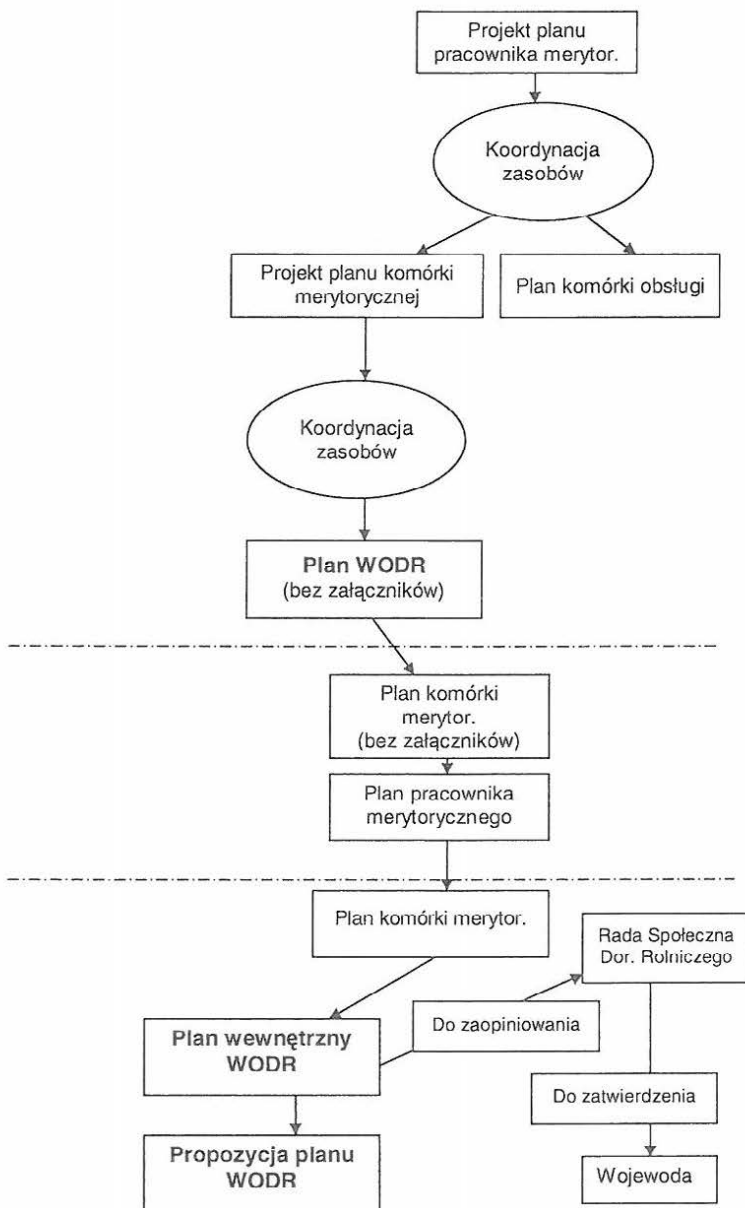 Projekt planu
pracownika merytor.
Koordynacja
zasobów
Projekt planu komórki
merytorycznej
Plan komórki obsługi
Koordynacja
zasobów
Plan WODR
(bez załączników)
Plan komórki
merytor.
(bez załączników)
Plan pracownika
merytorycznego
Plan komórki merytor.
Rada Społeczna
Dor. Rolniczego
Do zaopiniowania
Plan wewnętrzny
WODR
Do zatwierdzenia
Propozycja planu
WODR
Wojewoda